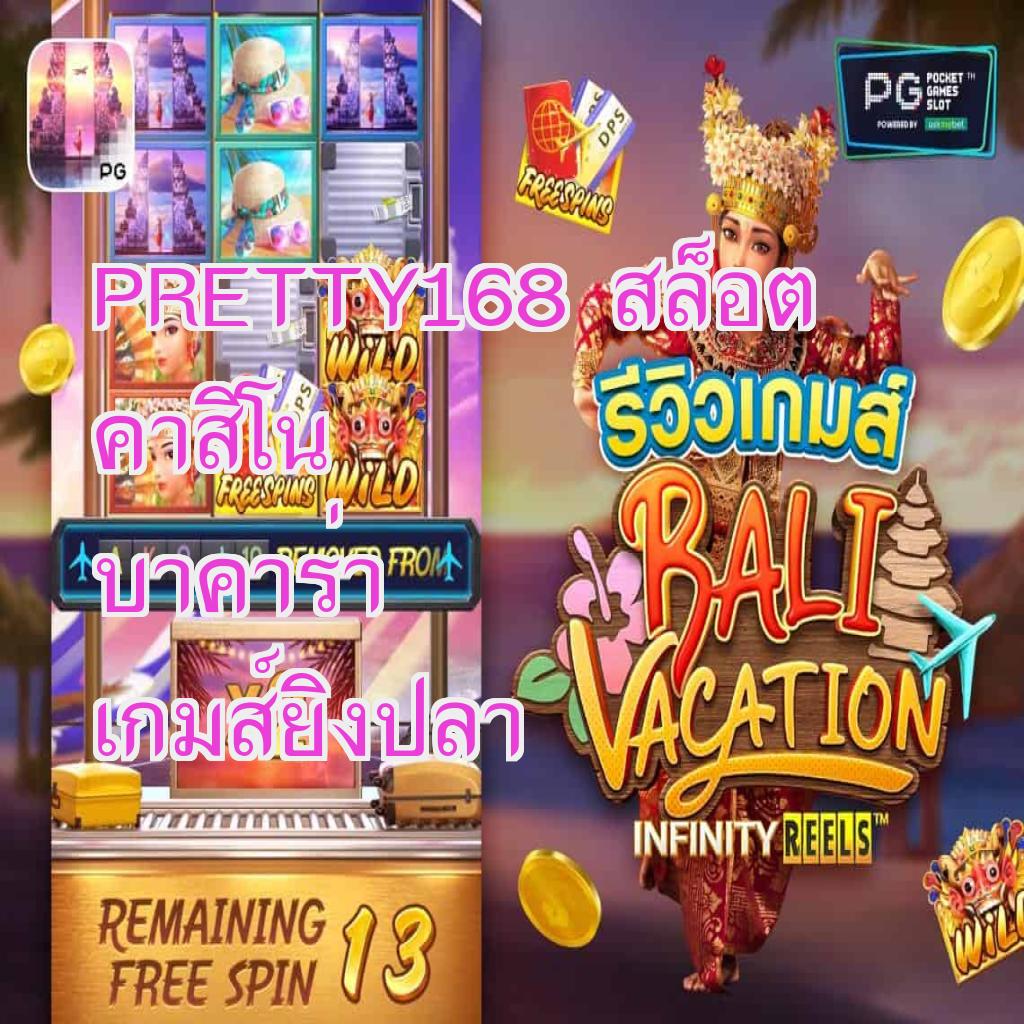 PG
PG POCKET GAMES SLOT™
POWERED BY askmebet
DPS
FREESPINS
PRETTY168 สล็อต
คาสิโน
บาคาร่า
เกมส์ยิงปลา
WILD
WILD
FREESPINS
REMOVED FROM
รีวิวเกมส์
BALI
VACATION
INFINITY REELS™
WILD
REMAINING
FREE SPIN 13